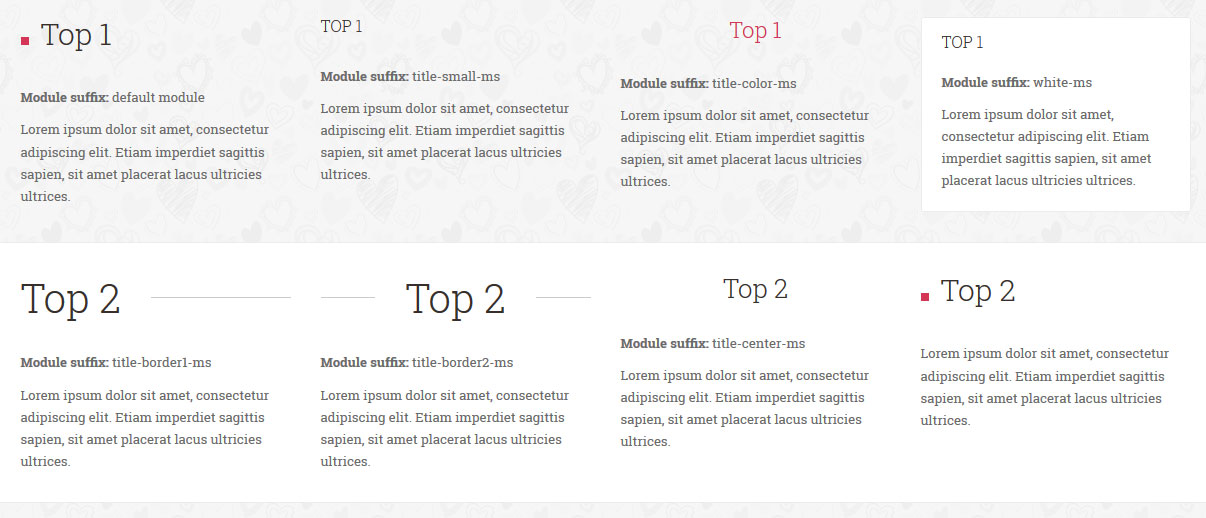 Top 1
Module suffix: default module
Lorem ipsum dolor sit amet, consectetur
adipiscing elit. Etiam imperdiet sagittis
sapien, sit amet placerat lacus ultricies
ultrices.
TOP 1
Module suffix: title-small-ms
Lorem ipsum dolor sit amet, consectetur
adipiscing elit. Etiam imperdiet sagittis
sapien, sit amet placerat lacus ultricies
ultrices.
Top 1
Module suffix: title-color-ms
Lorem ipsum dolor sit amet, consectetur
adipiscing elit. Etiam imperdiet sagittis
sapien, sit amet placerat lacus ultricies
ultrices.
TOP 1
Module suffix: white-ms
Lorem ipsum dolor sit amet,
consectetur adipiscing elit. Etiam
imperdiet sagittis sapien, sit amet
placerat lacus ultricies ultrices.
Top 2
Module suffix: title-border1-ms
Lorem ipsum dolor sit amet, consectetur
adipiscing elit. Etiam imperdiet sagittis
sapien, sit amet placerat lacus ultricies
ultrices.
Top 2
Module suffix: title-border2-ms
Lorem ipsum dolor sit amet, consectetur
adipiscing elit. Etiam imperdiet sagittis
sapien, sit amet placerat lacus ultricies
ultrices.
Top 2
Module suffix: title-center-ms
Lorem ipsum dolor sit amet, consectetur
adipiscing elit. Etiam imperdiet sagittis
sapien, sit amet placerat lacus ultricies
ultrices.
Top 2
Lorem ipsum dolor sit amet, consectetur
adipiscing elit. Etiam imperdiet sagittis
sapien, sit amet placerat lacus ultricies
ultrices.